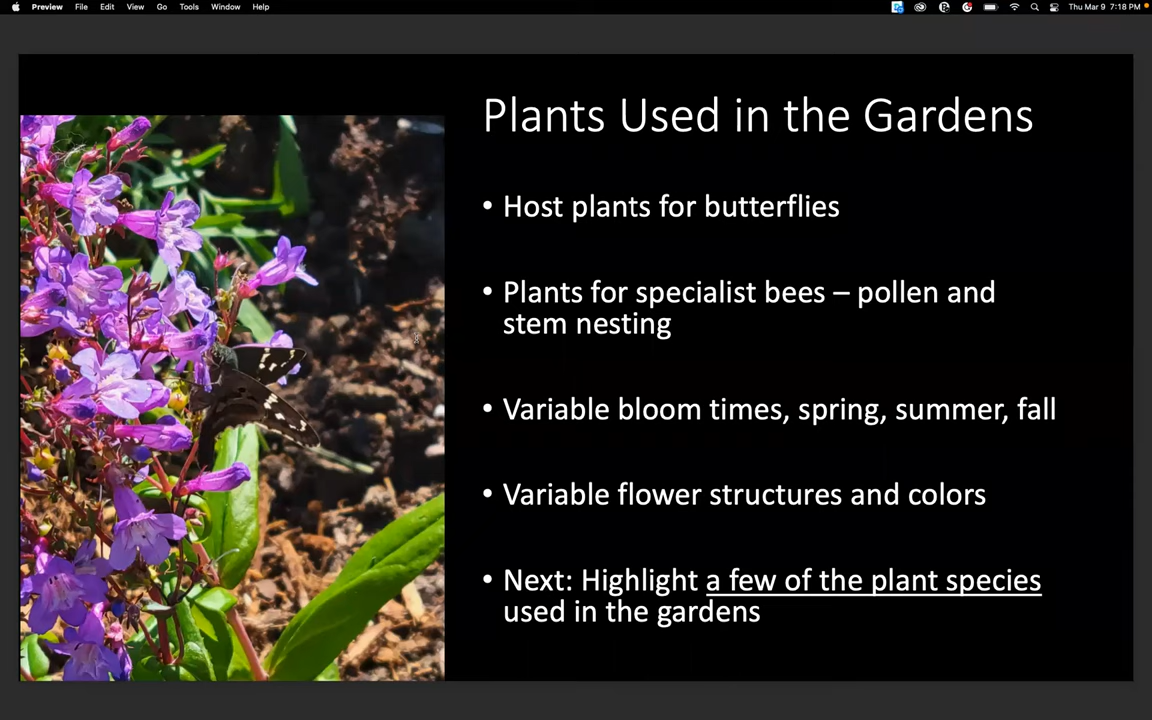 Preview File Edit View Go Tools Window Help Thu Mar 9 7:18 PM
Plants Used in the Gardens
• Host plants for butterflies
• Plants for specialist bees – pollen and
stem nesting
• Variable bloom times, spring, summer, fall
• Variable flower structures and colors
• Next: Highlight a few of the plant species
used in the gardens